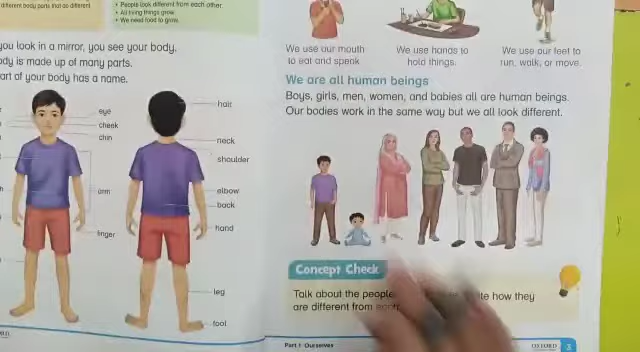 different body parts that do different
• People look different from each other.
• All living things grow.
• We need food to grow.
you look in a mirror, you see your body.
ody is made up of many parts.
art of your body has a name.
eye
cheek
chin
arm
finger
hair
neck
shoulder
elbow
back
hand
leg
foot
We use our mouth
to eat and speak
We use hands to
hold things.
We use our feet to
run, walk, or move.
We are all human beings
Boys, girls, men, women, and babies all are human beings.
Our bodies work in the same way but we all look different.
Concept Check
Talk about the people how they
are different from
Part 1 Ourselves
OXFORD
3